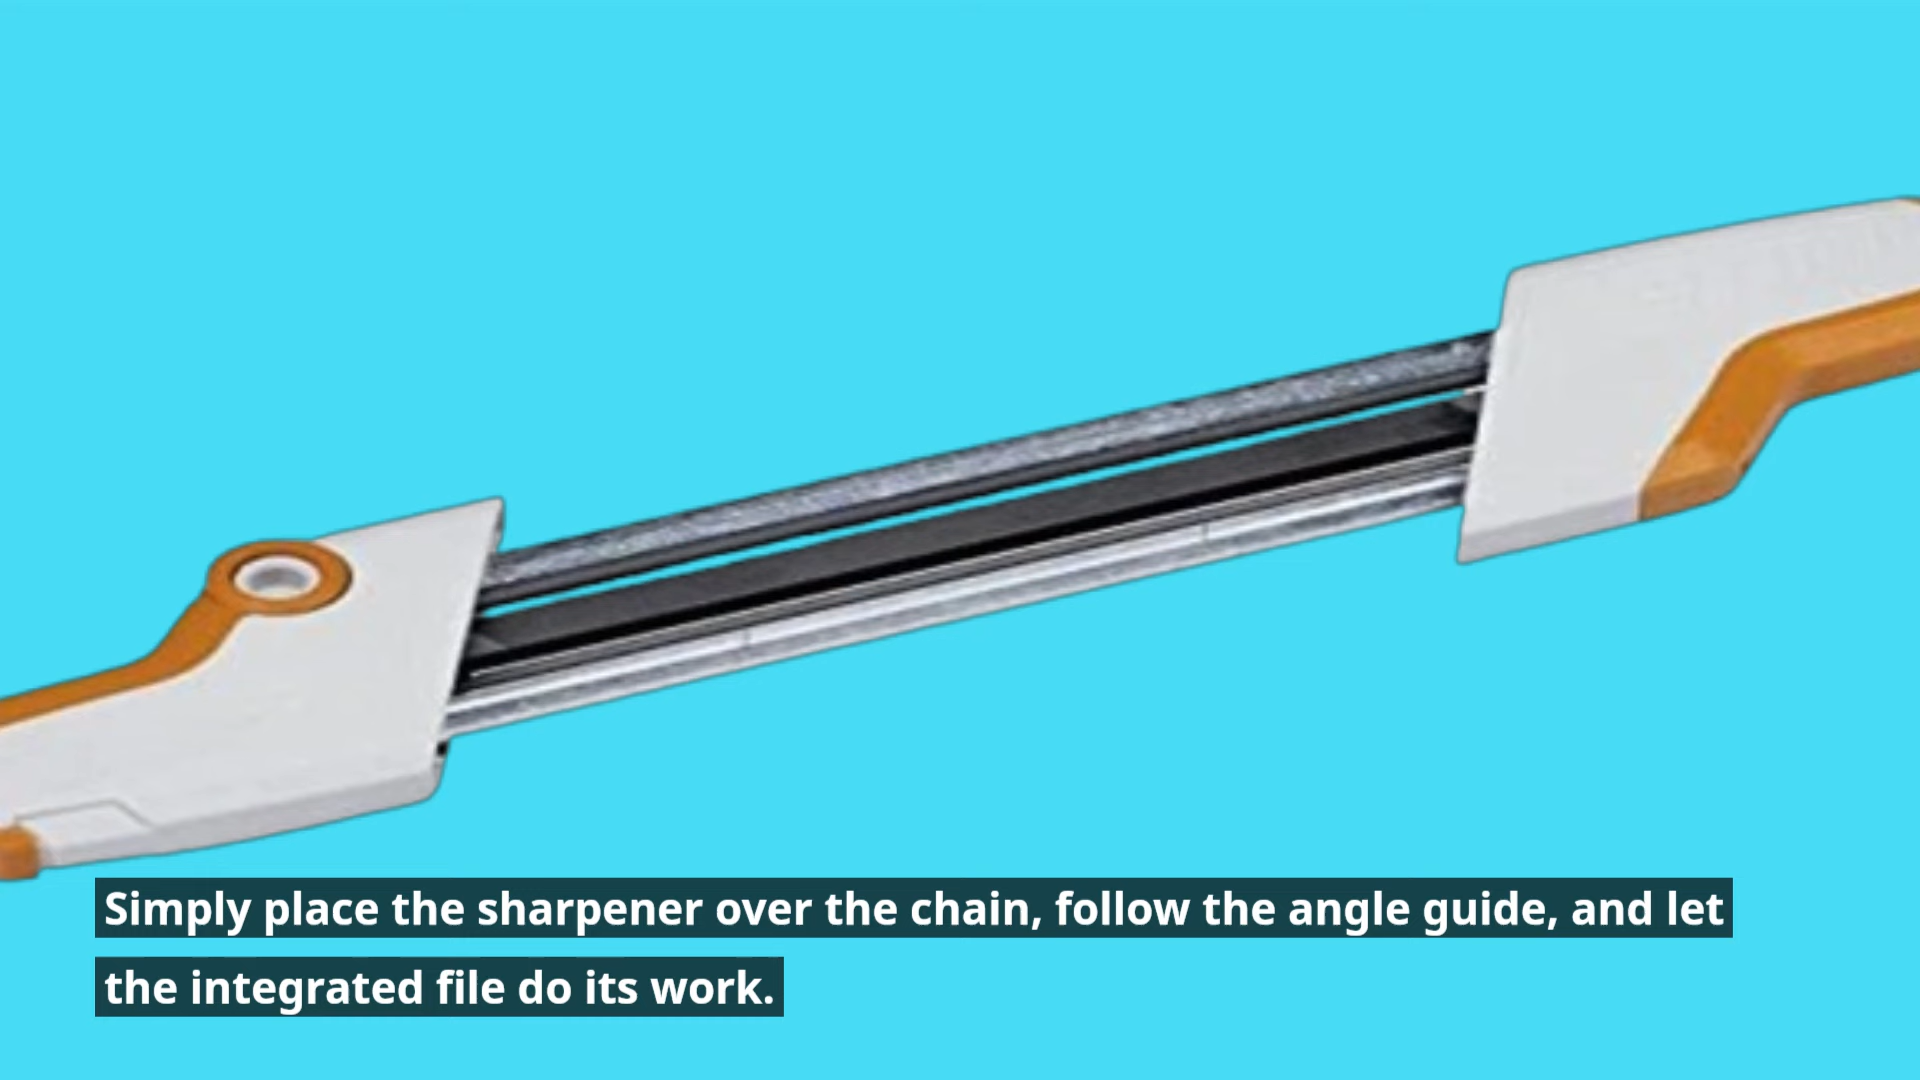 Simply place the sharpener over the chain, follow the angle guide, and let
the integrated file do its work.